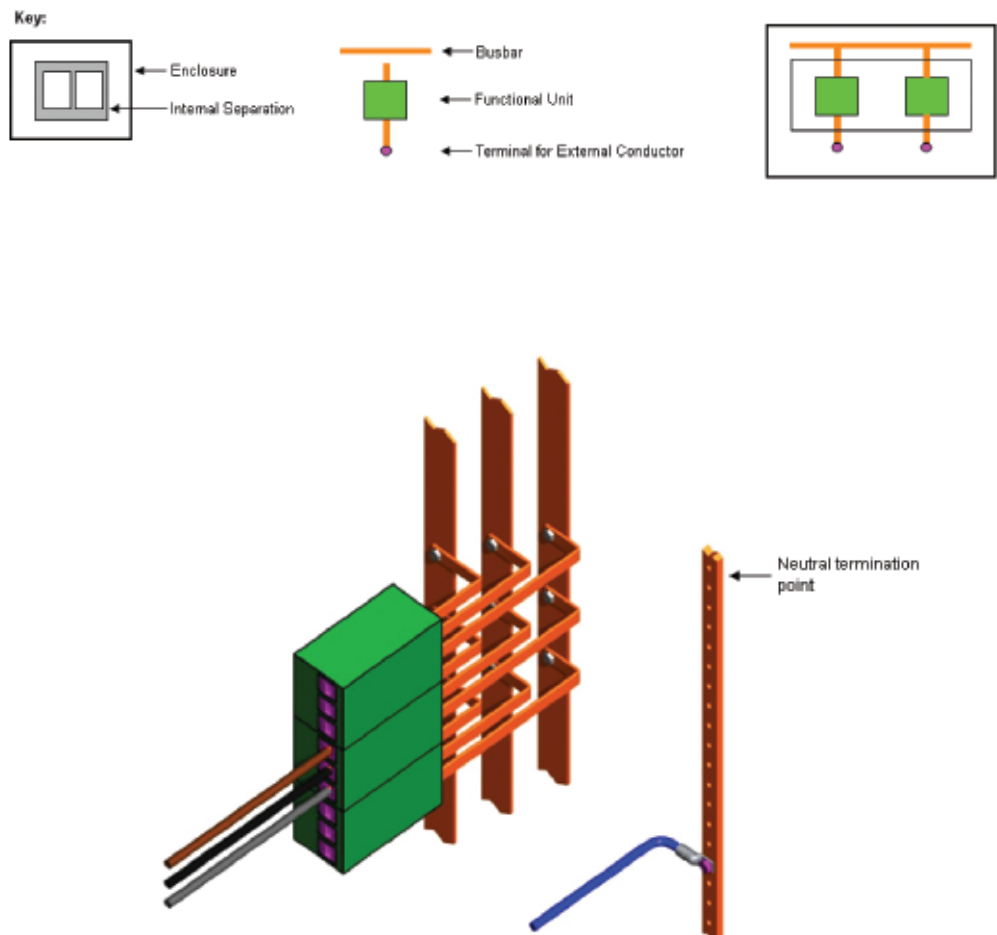 Key:
Enclosure
Internal Separation
Busbar
Functional Unit
Terminal for External Conductor
Neutral termination
point